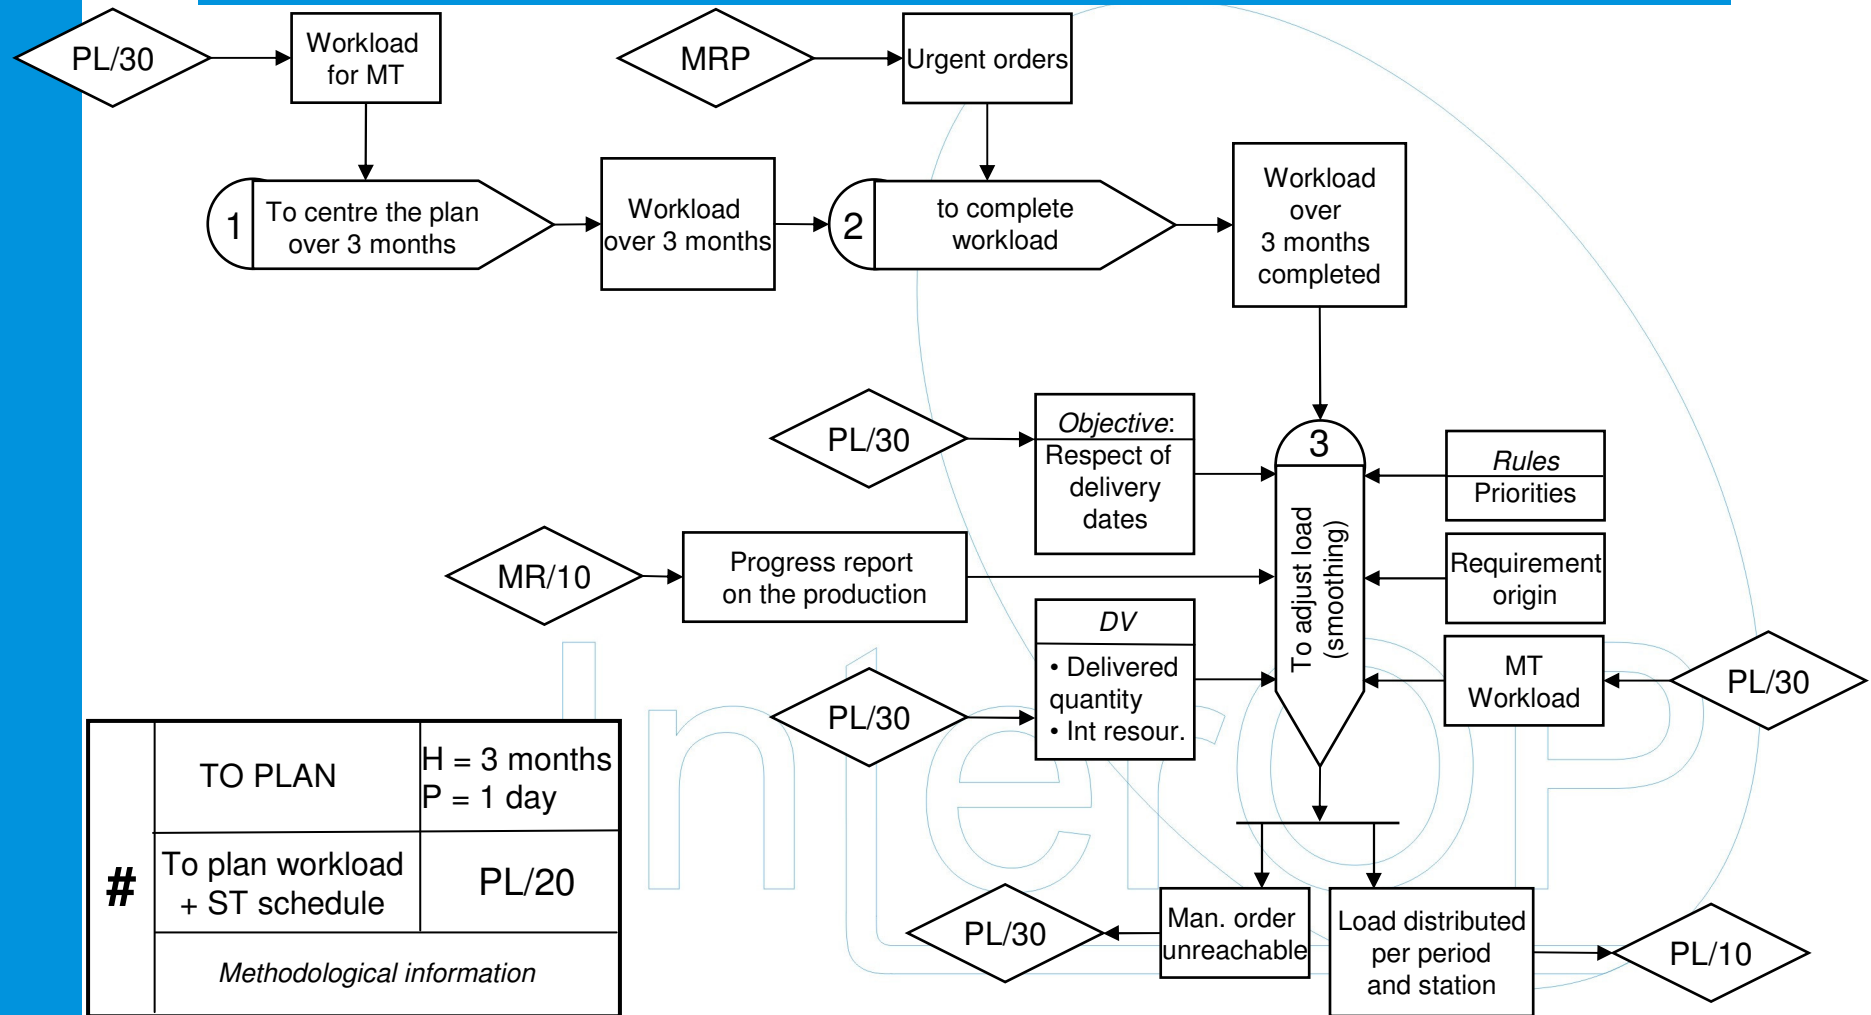 PL/30
Workload
for MT
MRP
Urgent orders
1
To centre the plan
over 3 months
Workload
over 3 months
2
to complete
workload
Workload
over
3 months
completed
PL/30
Objective:
Respect of
delivery
dates
3
To adjust load
(smoothing)
Rules
Priorities
MR/10
Progress report
on the production
Requirement
origin
PL/30
DV
• Delivered
quantity
• Int resour.
MT
Workload
PL/30
#
TO PLAN
H = 3 months
P = 1 day
To plan workload
+ ST schedule
PL/20
Methodological information
PL/30
Man. order
unreachable
Load distributed
per period
and station
PL/10
InterOP